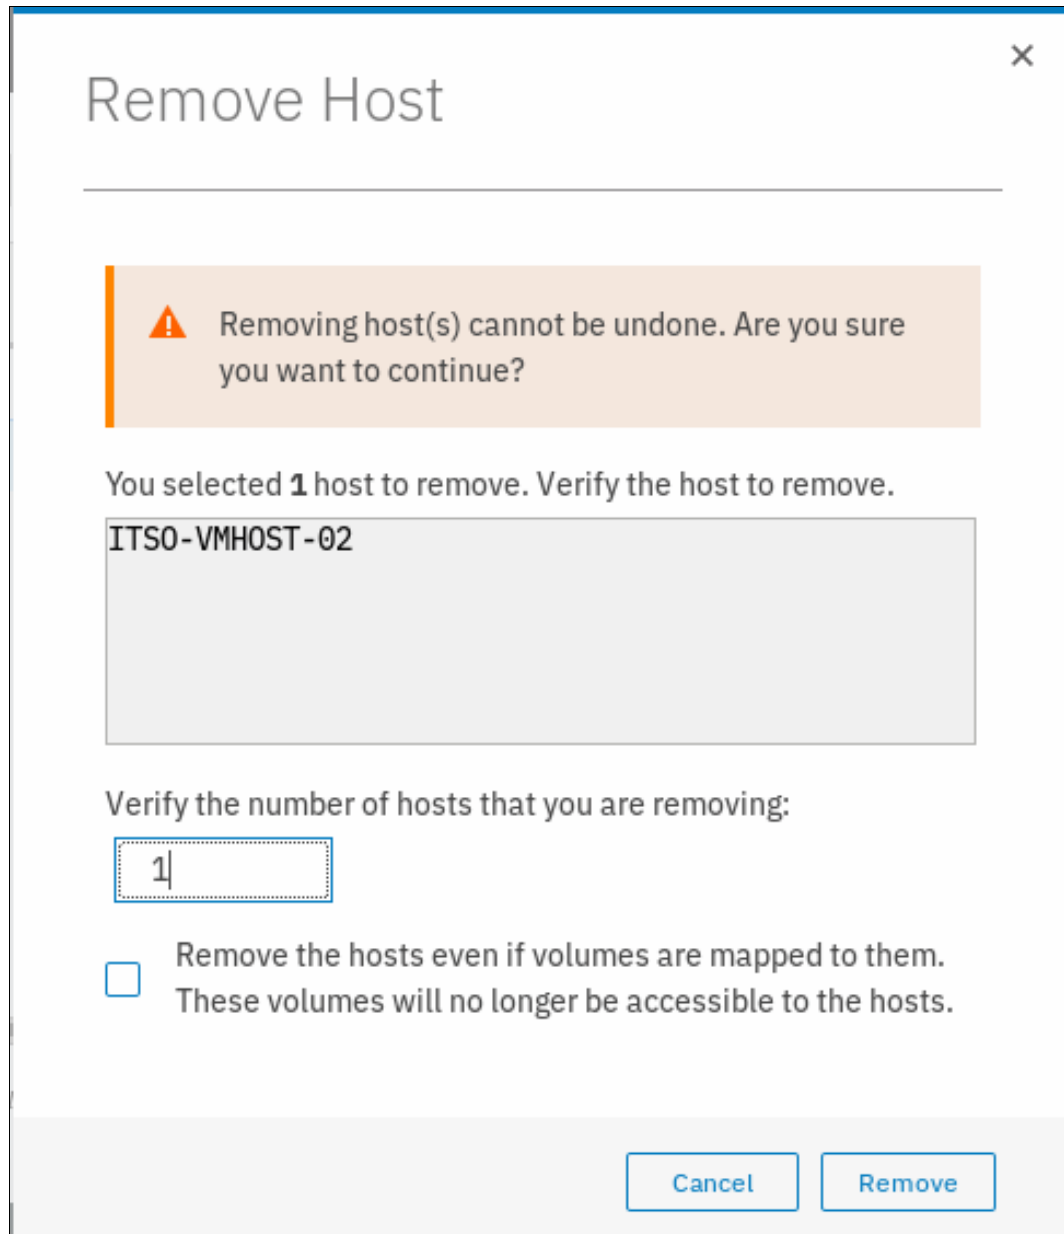 Remove Host
Removing host(s) cannot be undone. Are you sure
you want to continue?
You selected 1 host to remove. Verify the host to remove.
ITSO-VMHOST-02
Verify the number of hosts that you are removing:
1
Remove the hosts even if volumes are mapped to them.
These volumes will no longer be accessible to the hosts.
Cancel Remove